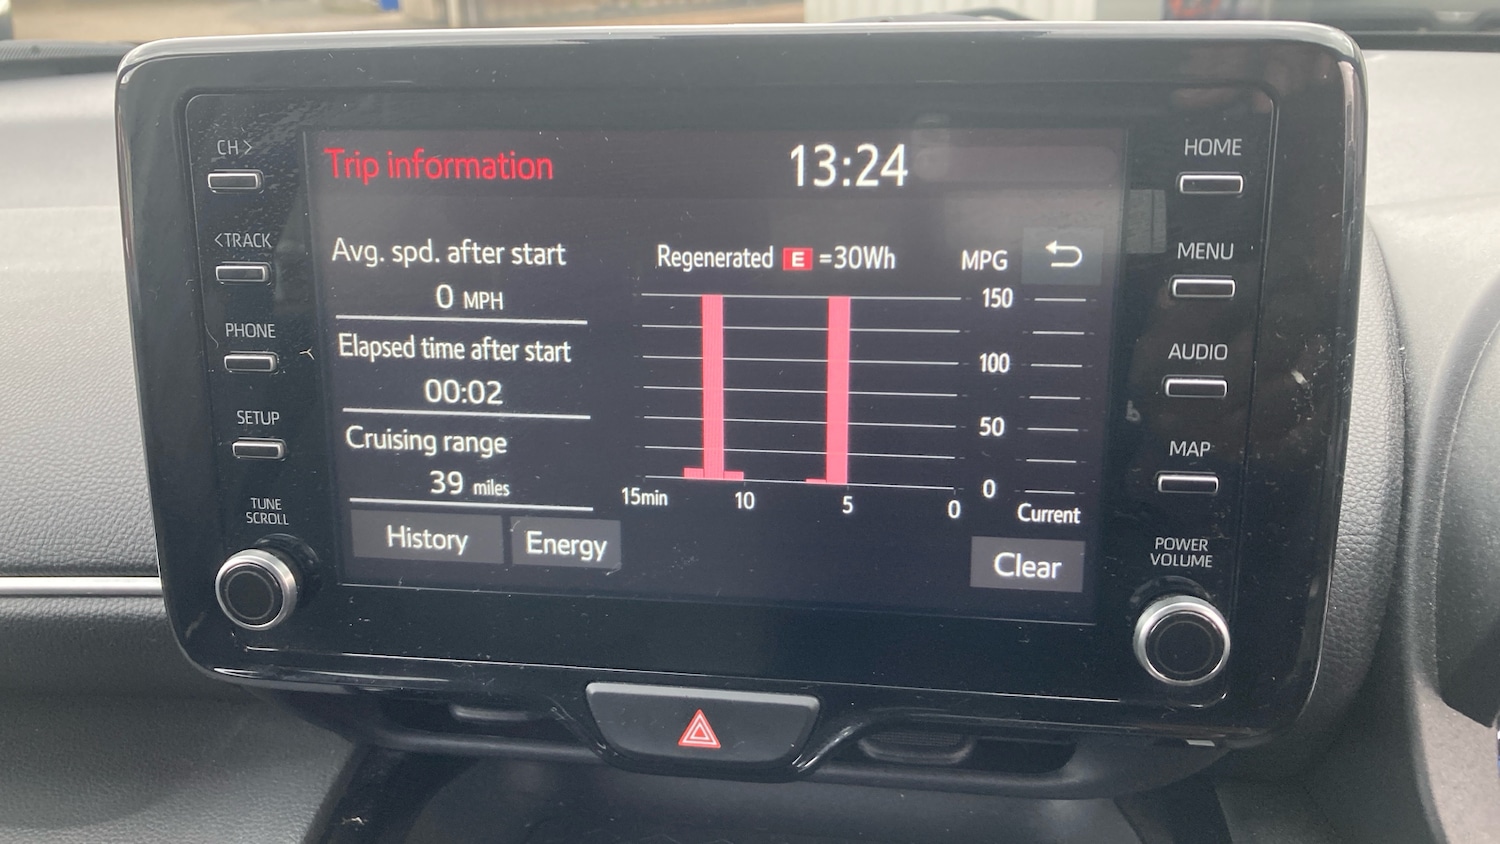 CH>
<TRACK
PHONE
SETUP
TUNE
SCROLL
Trip information
13:24
Avg. spd. after start
0 MPH
Elapsed time after start
00:02
Cruising range
39 miles
History
Energy
Regenerated E =30Wh
MPG
150
100
50
0
15min 10 5 0
Current
Clear
HOME
MENU
AUDIO
MAP
POWER
VOLUME